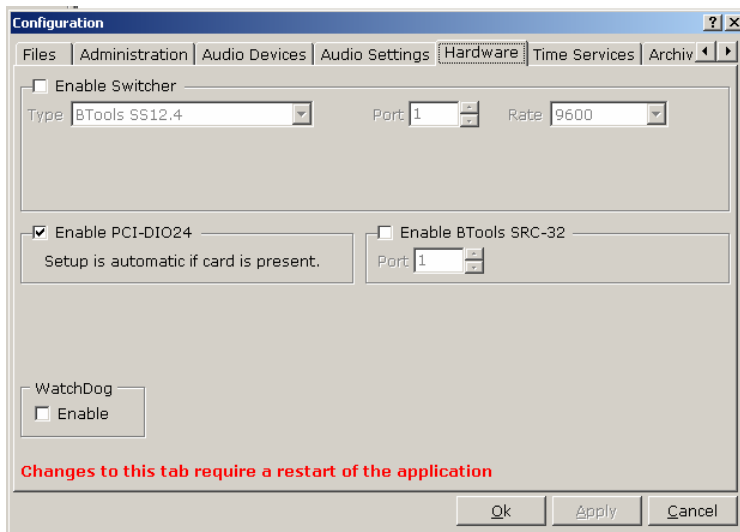 Configuration
Files Administration Audio Devices Audio Settings Hardware Time Services Archiv
Enable Switcher
Type BTools SS12.4 Port 1 Rate 9600
Enable PCI-DIO24 Enable BTools SRC-32
Setup is automatic if card is present. Port 1
WatchDog
Enable
Changes to this tab require a restart of the application
Ok Apply Cancel